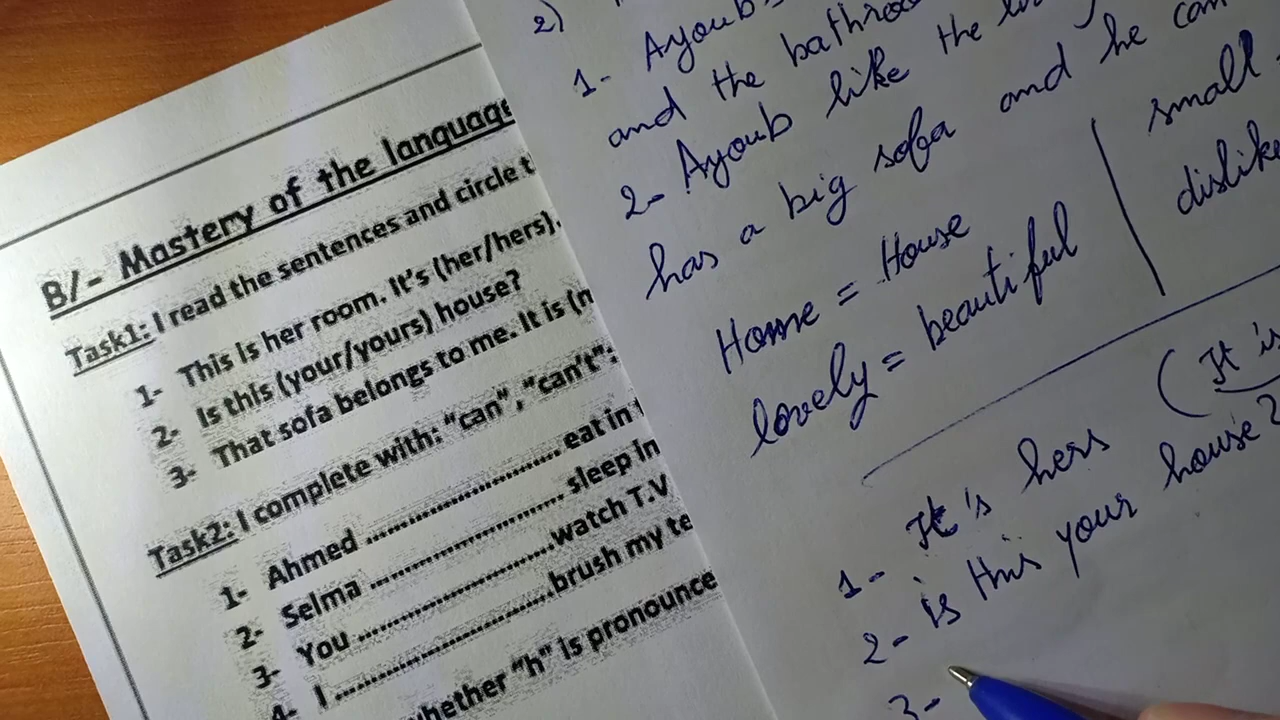 B/- Mastery of the language
Task1: I read the sentences and circle t
1- This is her room. It's (her/hers).
2- Is this (your/yours) house?
3- That sofa belongs to me. It is (m
Task2: I complete with: "can", "can't":
1- Ahmed .............................. eat in
2- Selma .............................. sleep in
3- You ..............................watch T.V
4- I ..............................brush my te
hether "h" is pronounce
2)
1- Ayoub
and the bathroo
2- Ayoub like the
has a big sofa and he can
Home = House
lovely = beautiful
small
dislike
1- It's hers (It is
2- is this your house?
3-